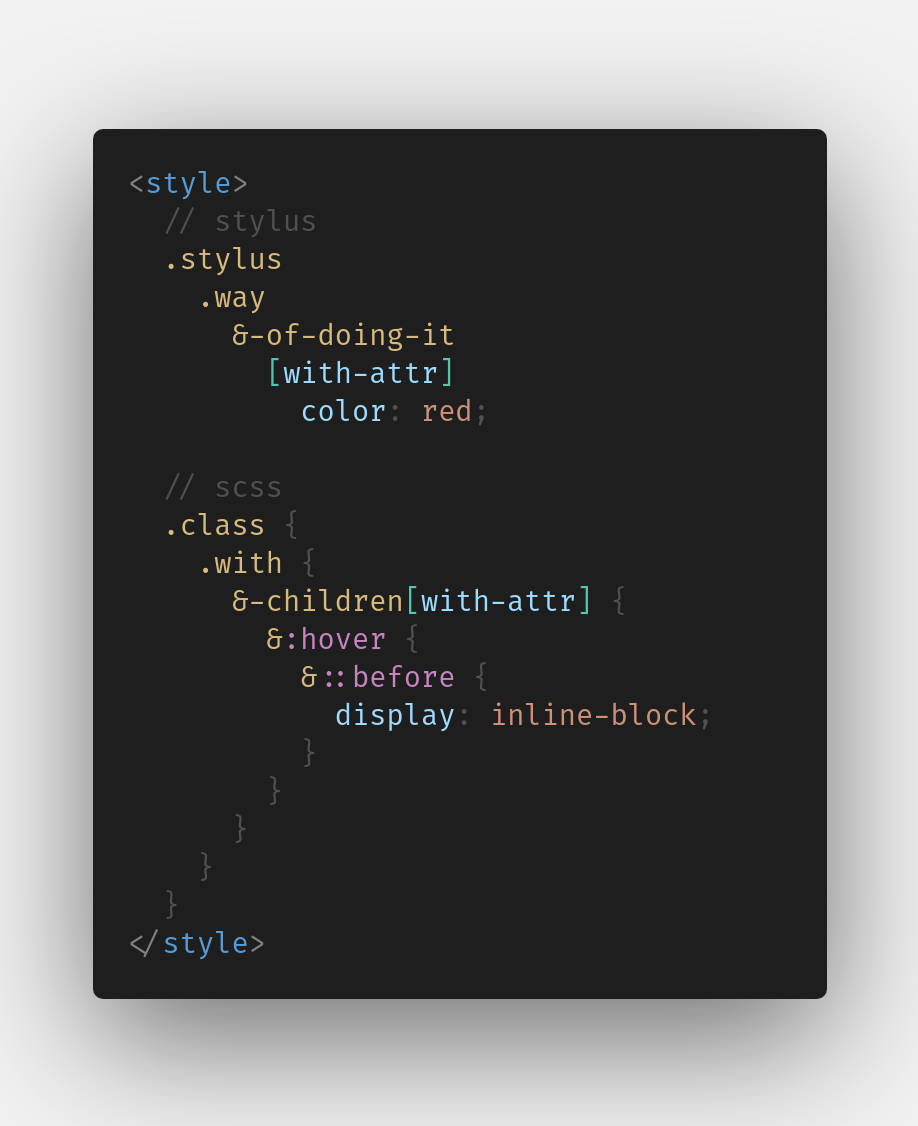 <style>
  // stylus
  .stylus
    .way
      &-of-doing-it
        [with-attr]
          color: red;

  // scss
  .class {
    .with {
      &-children[with-attr] {
        &:hover {
          &::before {
            display: inline-block;
          }
        }
      }
    }
  }
</style>